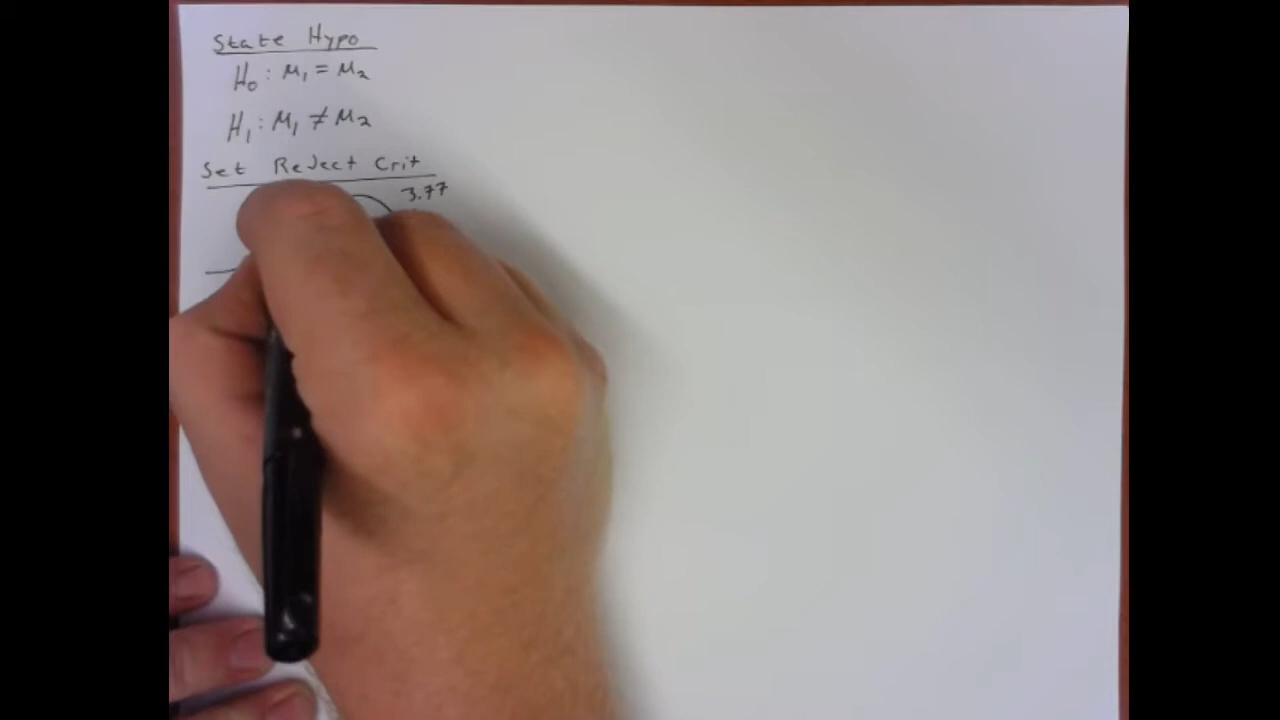 State Hypo
H₀: μ₁ = μ₂
H₁: μ₁ ≠ μ₂
Set Reject Crit
3.77